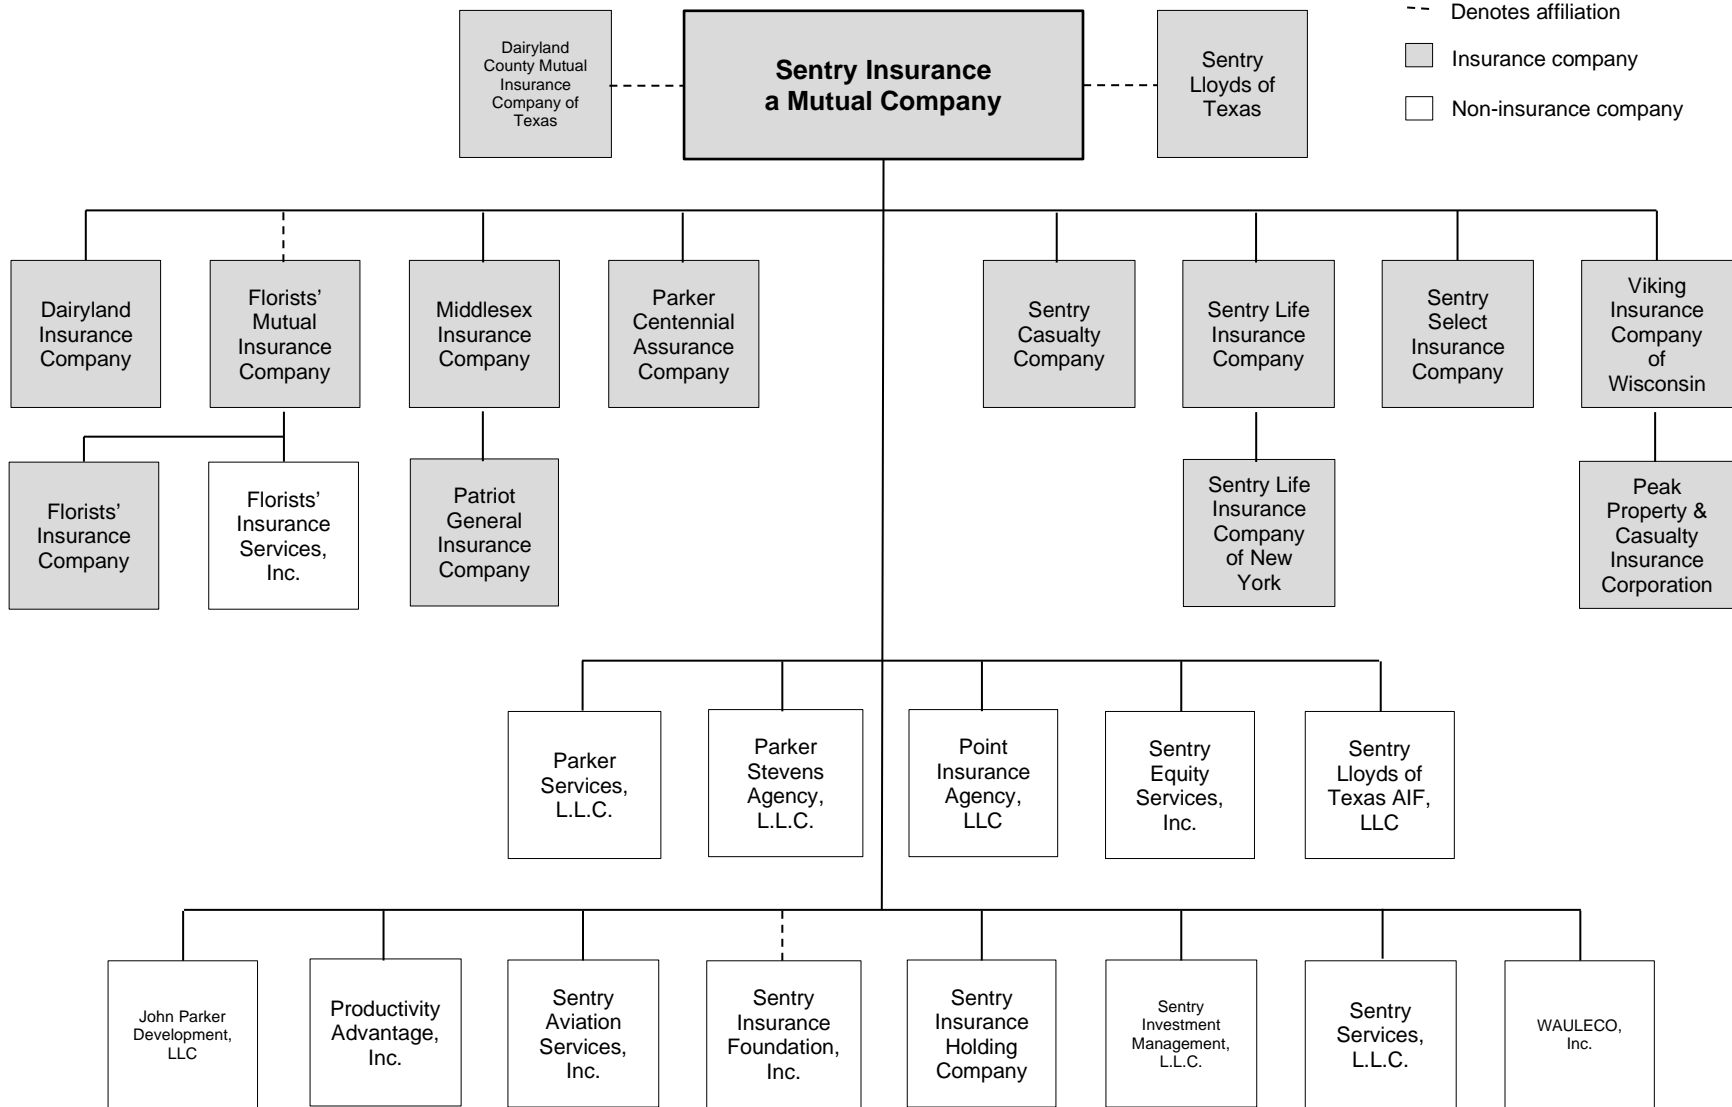 Denotes affiliation
Insurance company
Non-insurance company
Dairyland
County Mutual
Insurance
Company of
Texas
Sentry Insurance
a Mutual Company
Sentry
Lloyds of
Texas
Dairyland
Insurance
Company
Florists’
Mutual
Insurance
Company
Middlesex
Insurance
Company
Parker
Centennial
Assurance
Company
Sentry
Casualty
Company
Sentry Life
Insurance
Company
Sentry
Select
Insurance
Company
Viking
Insurance
Company
of
Wisconsin
Florists’
Insurance
Company
Florists’
Insurance
Services,
Inc.
Patriot
General
Insurance
Company
Sentry Life
Insurance
Company
of New
York
Peak
Property &
Casualty
Insurance
Corporation
Parker
Services,
L.L.C.
Parker
Stevens
Agency,
L.L.C.
Point
Insurance
Agency,
LLC
Sentry
Equity
Services,
Inc.
Sentry
Lloyds of
Texas AIF,
LLC
John Parker
Development,
LLC
Productivity
Advantage,
Inc.
Sentry
Aviation
Services,
Inc.
Sentry
Insurance
Foundation,
Inc.
Sentry
Insurance
Holding
Company
Sentry
Investment
Management,
L.L.C.
Sentry
Services,
L.L.C.
WAULECO,
Inc.